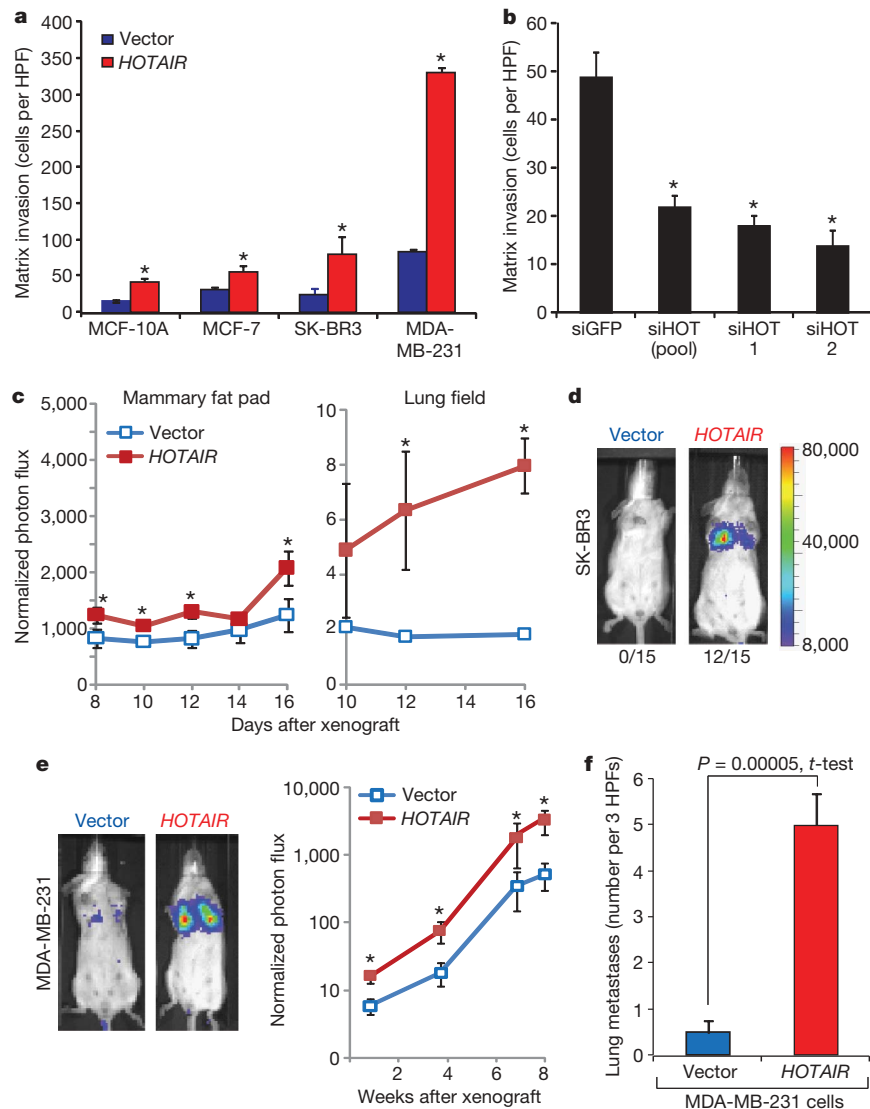 a
Matrix invasion (cells per HPF)
400
350
300
250
200
150
100
50
0
Vector
HOTAIR
*
*
*
*
MCF-10A
MCF-7
SK-BR3
MDA-
MB-231
b
Matrix invasion (cells per HPF)
60
50
40
30
20
10
0
*
*
*
siGFP
siHOT
(pool)
siHOT
1
siHOT
2
c
Mammary fat pad
Normalized photon flux
5,000
4,000
3,000
2,000
1,000
0
Vector
HOTAIR
*
*
*
*
8
10
12
14
16
Lung field
10
8
6
4
2
0
*
*
10
12
14
16
Days after xenograft
d
Vector
HOTAIR
SK-BR3
0/15
12/15
80,000
40,000
8,000
e
Vector
HOTAIR
MDA-MB-231
Normalized photon flux
10,000
1,000
100
10
0
Vector
HOTAIR
*
*
*
*
2
4
6
8
Weeks after xenograft
f
Lung metastases (number per 3 HPFs)
P = 0.00005, t-test
6
5
4
3
2
1
0
Vector
HOTAIR
MDA-MB-231 cells